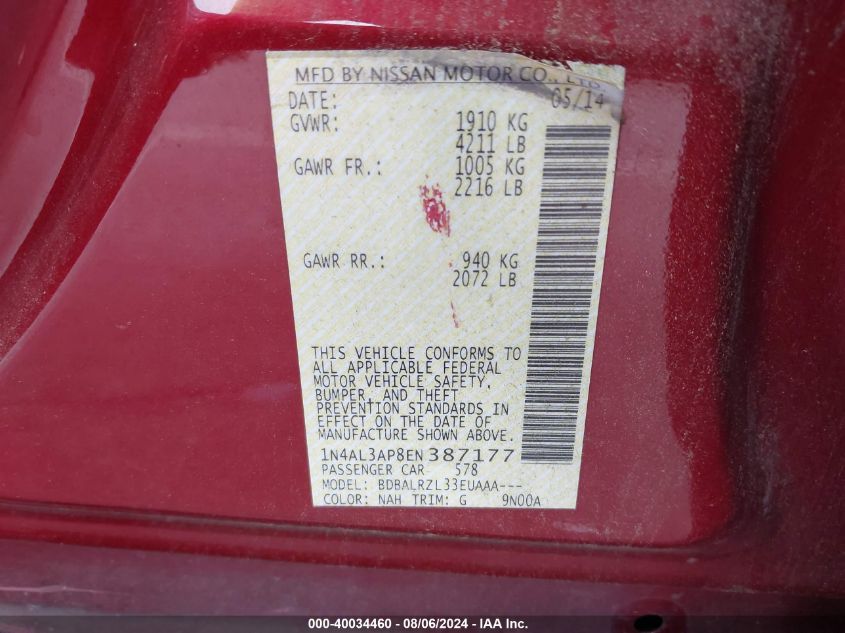 MFD BY NISSAN MOTOR CO., LTD.
DATE: 05/14
GVWR: 1910 KG
4211 LB
GAWR FR.: 1005 KG
2216 LB
GAWR RR.: 940 KG
2072 LB
THIS VEHICLE CONFORMS TO
ALL APPLICABLE FEDERAL
MOTOR VEHICLE SAFETY,
BUMPER, AND THEFT
PREVENTION STANDARDS IN
EFFECT ON THE DATE OF
MANUFACTURE SHOWN ABOVE.
1N4AL3AP8EN387177
PASSENGER CAR 578
MODEL: BDBALRZL33EUAAA---
COLOR: NAH TRIM: G 9N00A
000-40034460 - 08/06/2024 - IAA Inc.